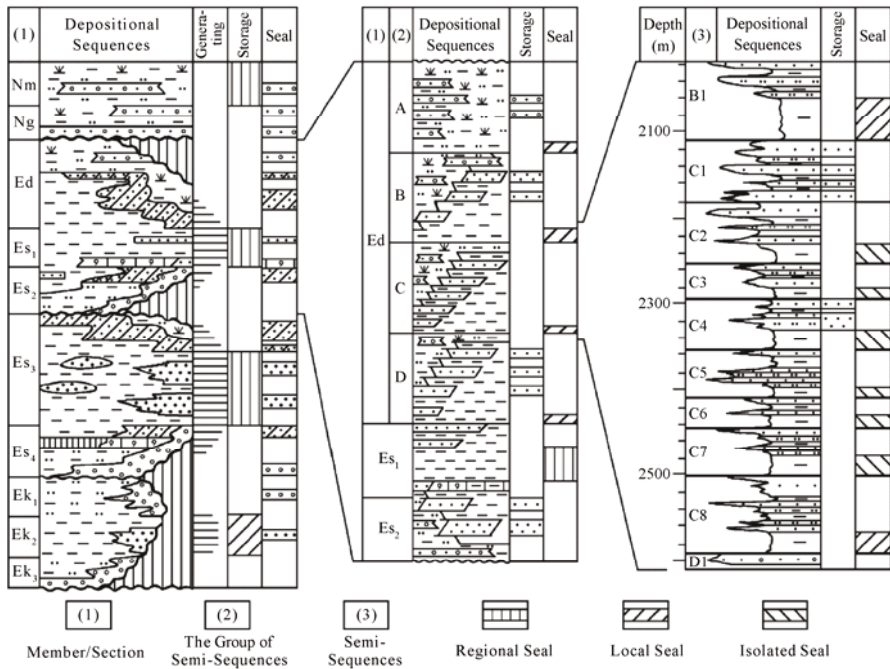 (1) Depositional Sequences Genera-ting Storage Seal
Nm
Ng
Ed
Es1
Es2
Es3
Es4
Ek1
Ek2
Ek3
(1) (2) Depositional Sequences Storage Seal
Ed
A
B
C
D
Es1
Es2
Depth (m) (3) Depositional Sequences Storage Seal
B1
2100
C1
C2
C3
2300
C4
C5
C6
C7
2500
C8
D1
(1) (2) (3)
Member/Section
The Group of
Semi-Sequences
Semi-
Sequences
Regional Seal
Local Seal
Isolated Seal